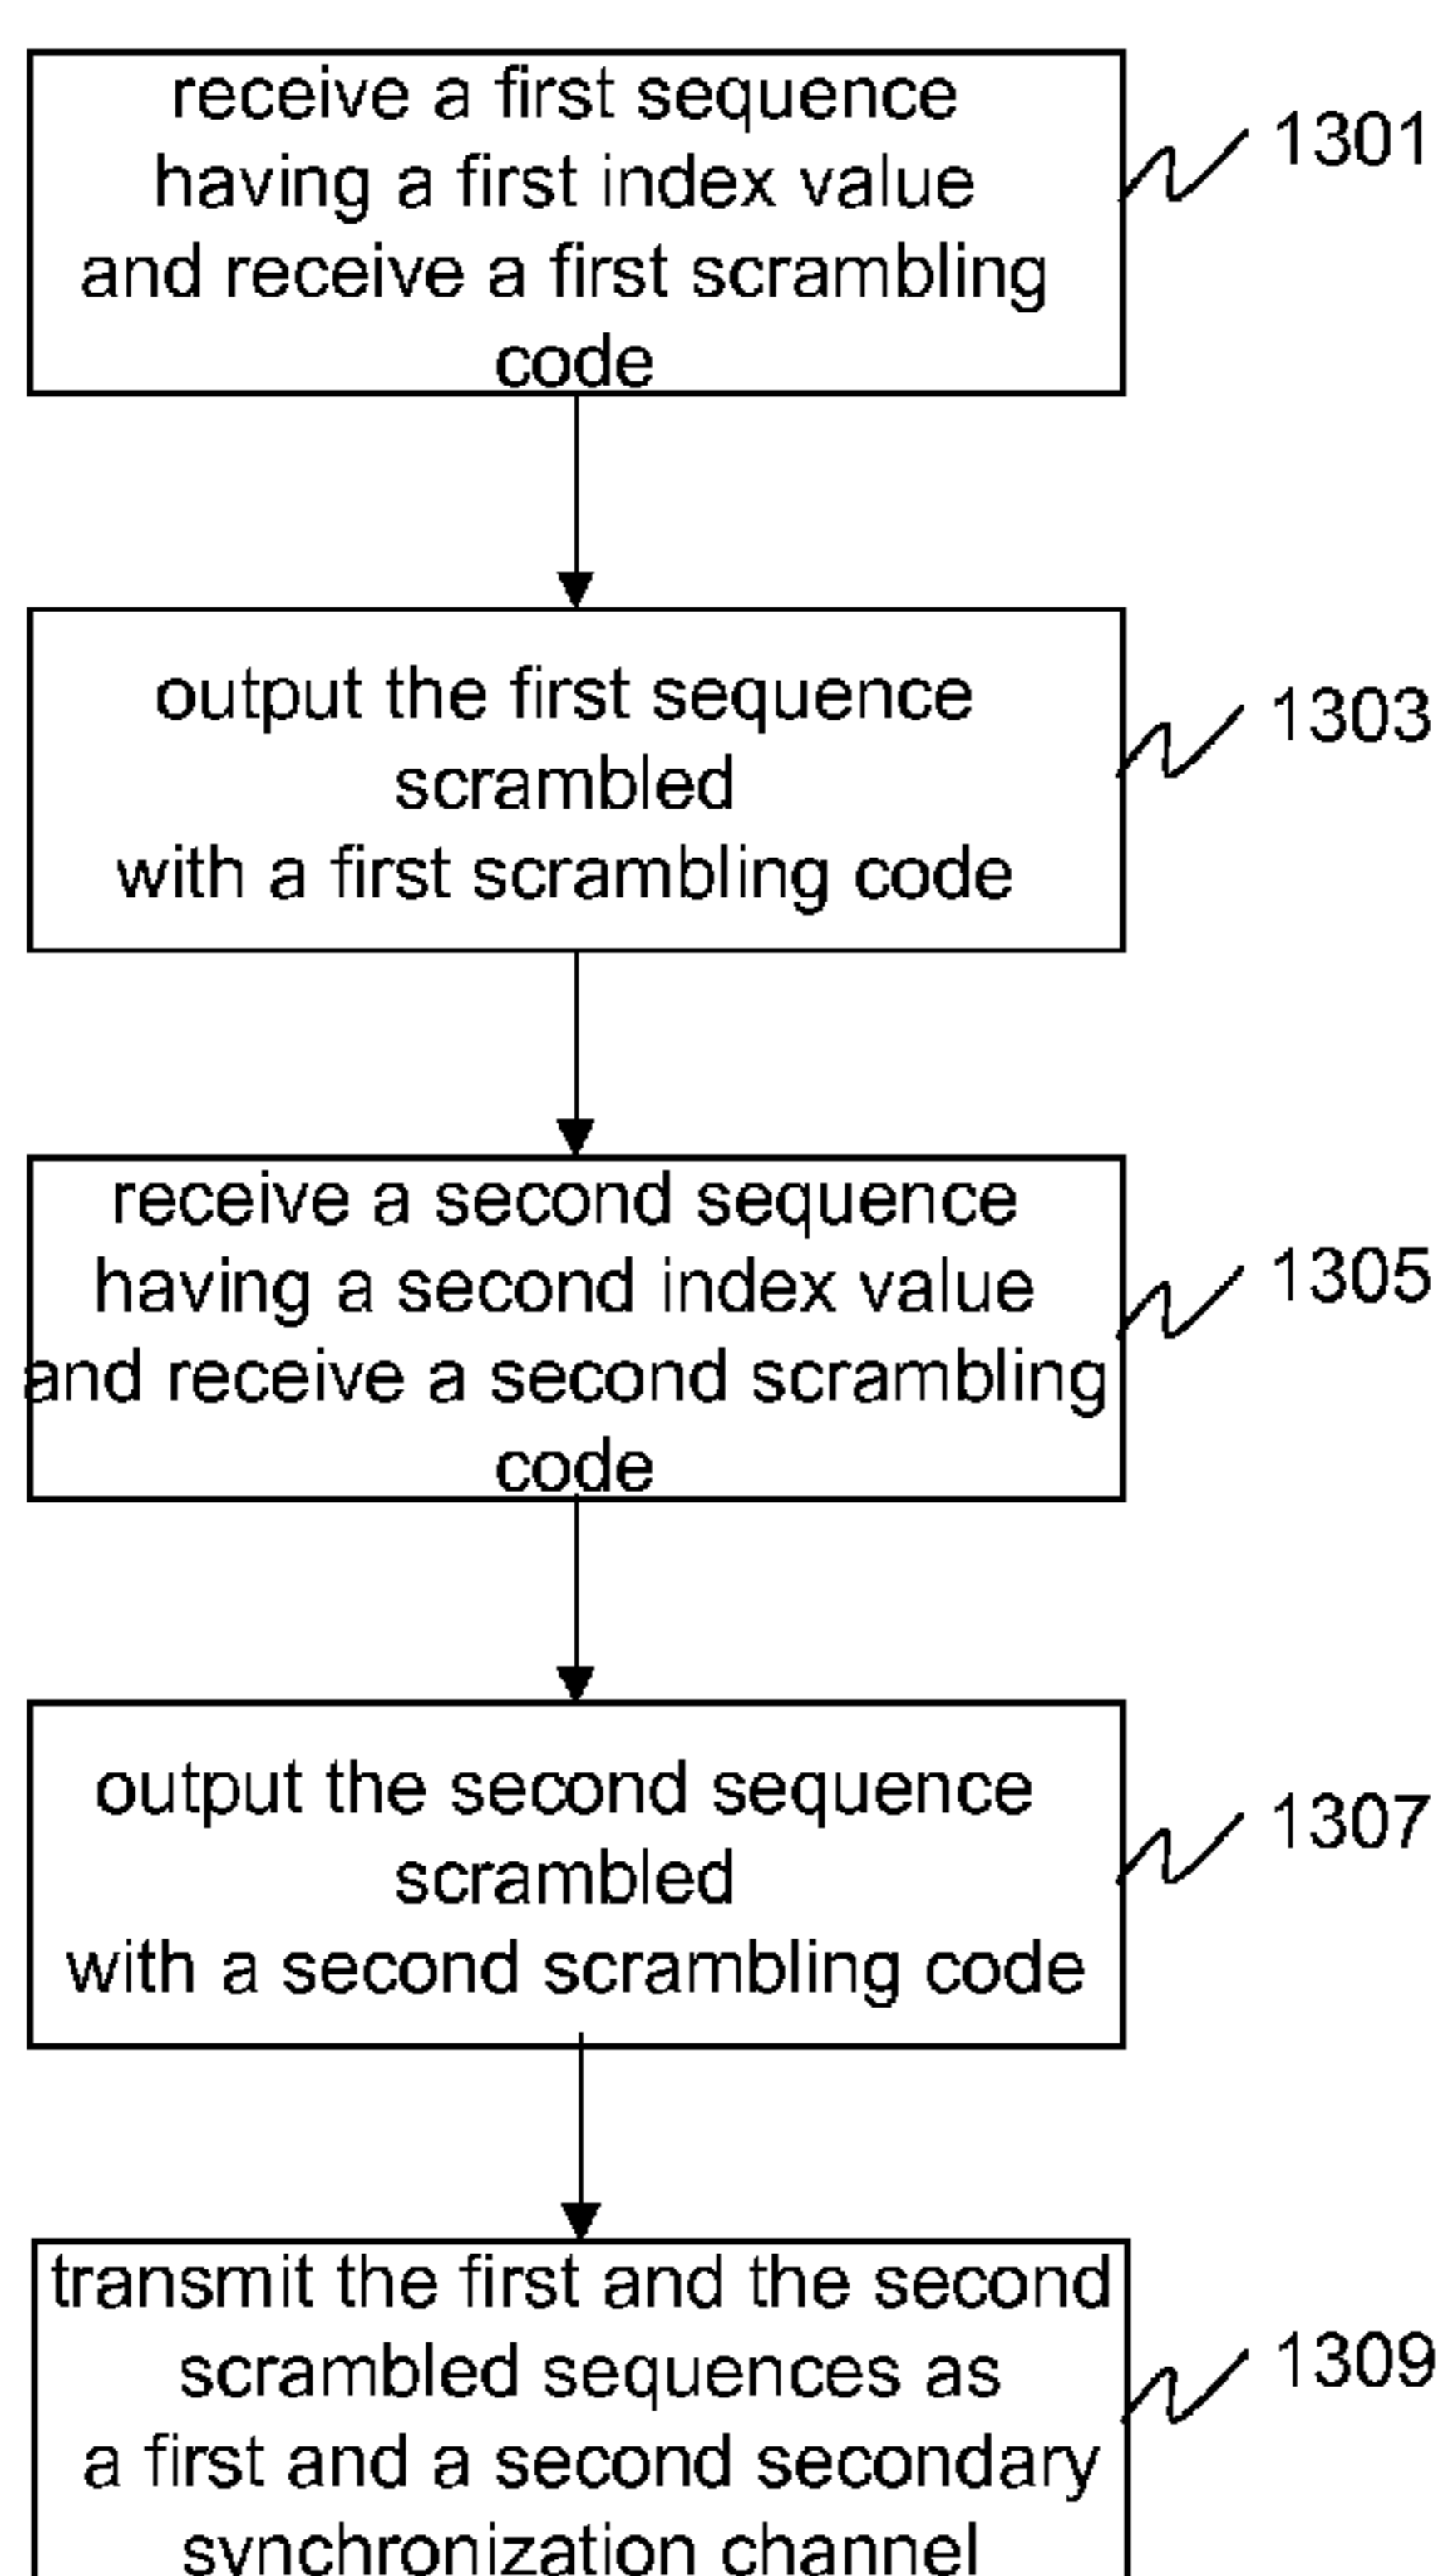 receive a first sequence
having a first index value
and receive a first scrambling
code
1301
output the first sequence
scrambled
with a first scrambling code
1303
receive a second sequence
having a second index value
and receive a second scrambling
code
1305
output the second sequence
scrambled
with a second scrambling code
1307
transmit the first and the second
scrambled sequences as
a first and a second secondary
synchronization channel
1309